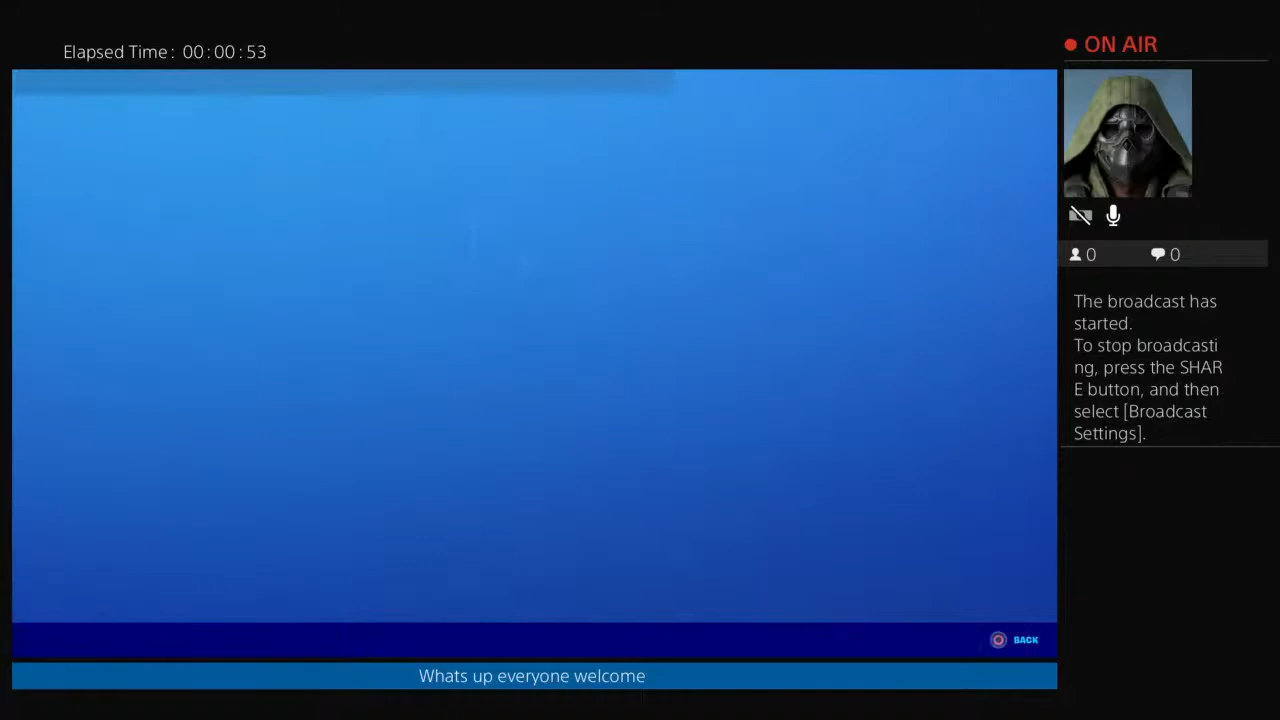 Elapsed Time: 00:00:53
ON AIR
0 0
The broadcast has
started.
To stop broadcasti
ng, press the SHAR
E button, and then
select [Broadcast
Settings].
BACK
Whats up everyone welcome